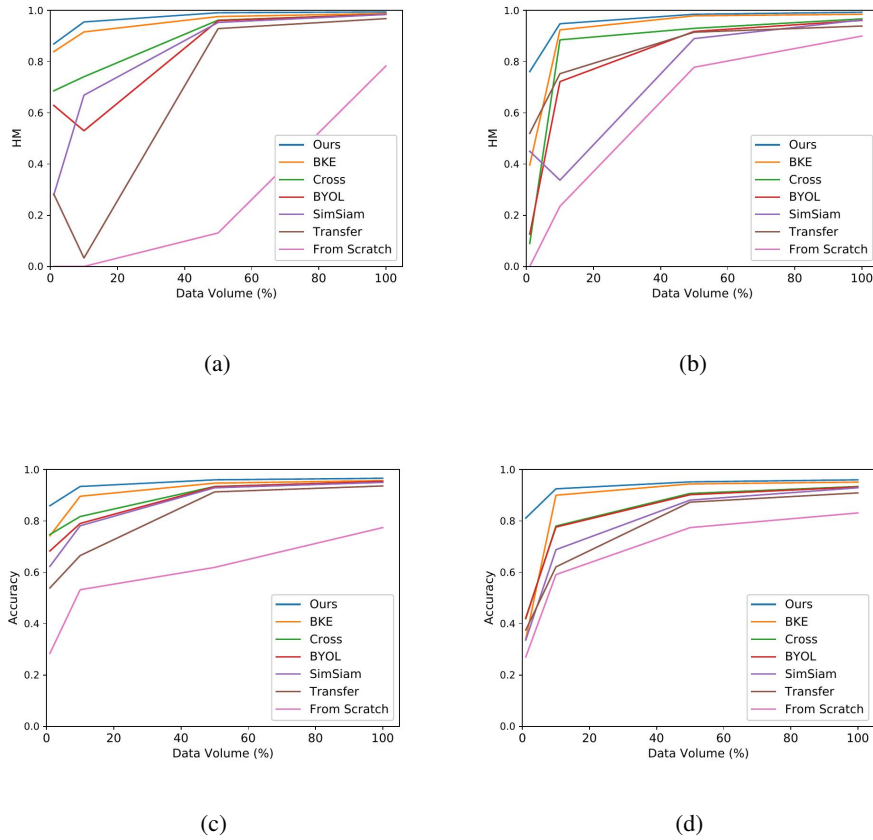 1.0
0.8
0.6
0.4
0.2
0.0
HM
Ours
BKE
Cross
BYOL
SimSiam
Transfer
From Scratch
0 20 40 60 80 100
Data Volume (%)
(a)
1.0
0.8
0.6
0.4
0.2
0.0
HM
Ours
BKE
Cross
BYOL
SimSiam
Transfer
From Scratch
0 20 40 60 80 100
Data Volume (%)
(b)
1.0
0.8
0.6
0.4
0.2
0.0
Accuracy
Ours
BKE
Cross
BYOL
SimSiam
Transfer
From Scratch
0 20 40 60 80 100
Data Volume (%)
(c)
1.0
0.8
0.6
0.4
0.2
0.0
Accuracy
Ours
BKE
Cross
BYOL
SimSiam
Transfer
From Scratch
0 20 40 60 80 100
Data Volume (%)
(d)